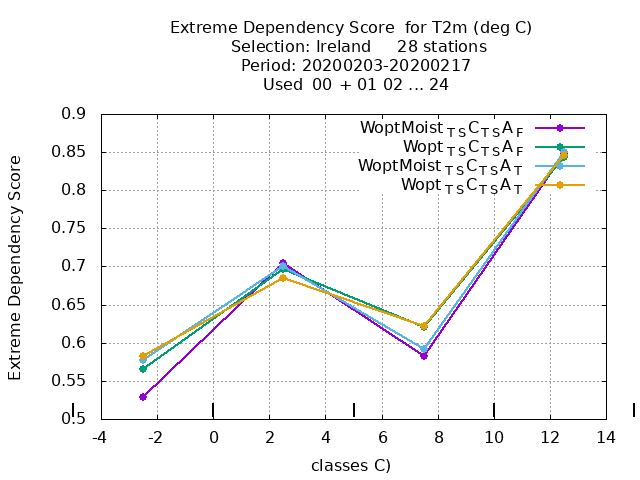 Extreme Dependency Score  for T2m (deg C)
Selection: Ireland     28 stations
Period: 20200203-20200217
Used  00 + 01 02 ... 24
Extreme Dependency Score
0.9
0.85
0.8
0.75
0.7
0.65
0.6
0.55
0.5
WoptMoist TS C TS A F
Wopt TS C TS A F
WoptMoist TS C TS A T
Wopt TS C TS A T
-4 -2 0 2 4 6 8 10 12 14
classes C)